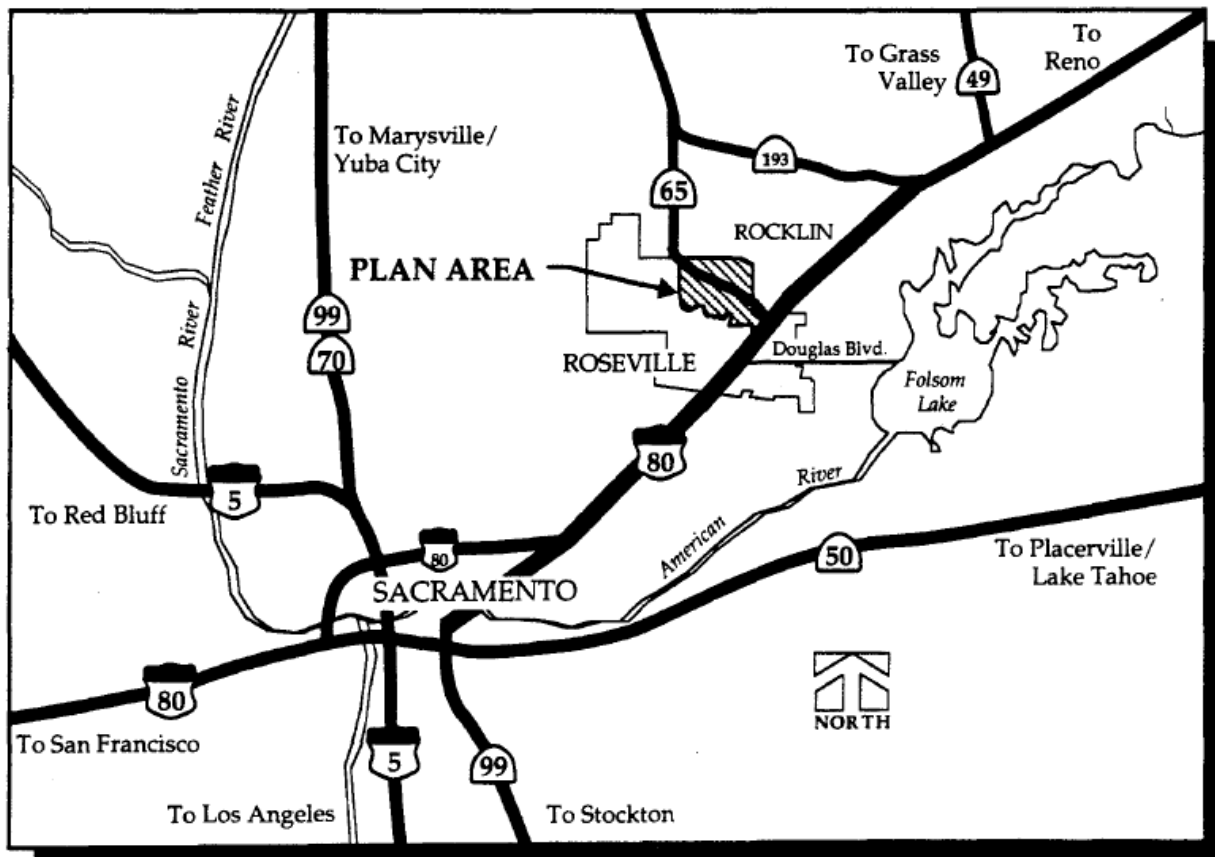 To
Reno
To Grass
Valley
49
Feather River
To Marysville/
Yuba City
193
65
ROCKLIN
PLAN AREA
99
70
Sacramento River
ROSEVILLE
Douglas Blvd.
Folsom
Lake
80
5
To Red Bluff
American River
80
50
To Placerville/
Lake Tahoe
SACRAMENTO
80
To San Francisco
NORTH
5
99
To Los Angeles
To Stockton